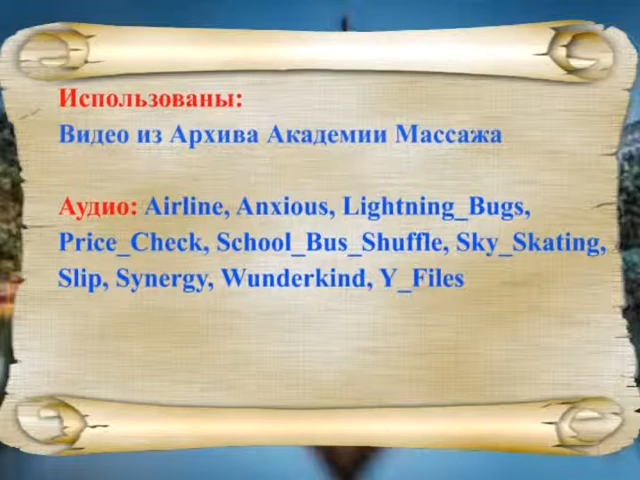 Использованы:
Видео из Архива Академии Массажа
Аудио: Airline, Anxious, Lightning_Bugs,
Price_Check, School_Bus_Shuffle, Sky_Skating,
Slip, Synergy, Wunderkind, Y_Files